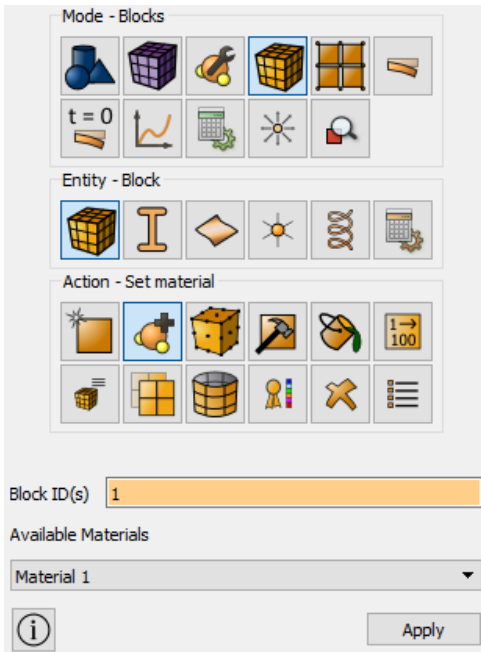 Mode - Blocks
t = 0
Entity - Block
Action - Set material
1→
100
Block ID(s) 1
Available Materials
Material 1
i Apply